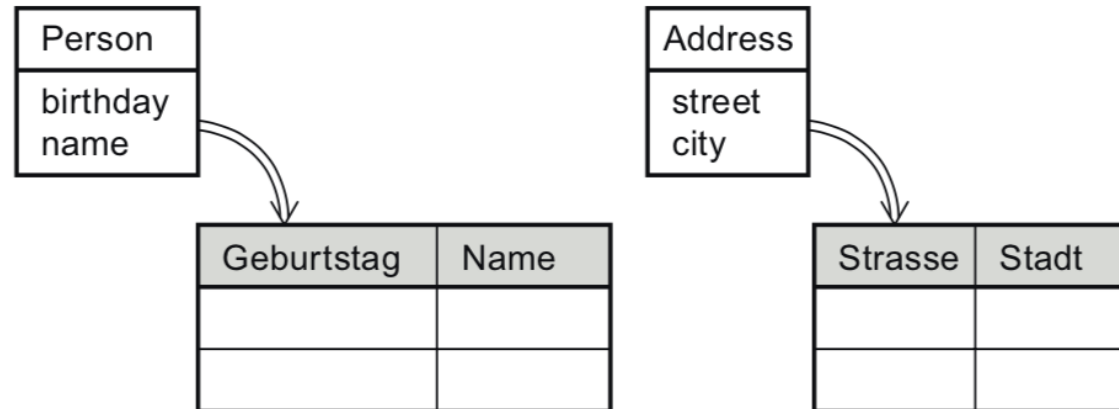 Person
birthday
name
Geburtstag Name
Address
street
city
Strasse Stadt